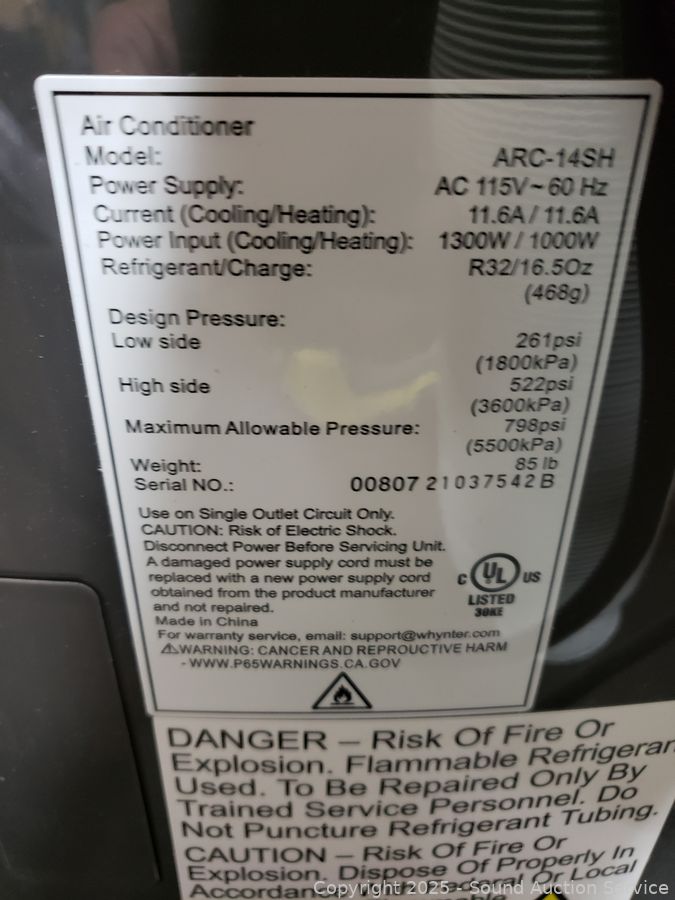 Air Conditioner
Model: ARC-14SH
Power Supply: AC 115V~ 60 Hz
Current (Cooling/Heating): 11.6A / 11.6A
Power Input (Cooling/Heating): 1300W / 1000W
Refrigerant/Charge: R32/16.5Oz
(468g)
Design Pressure:
Low side 261psi
(1800kPa)
High side 522psi
(3600kPa)
Maximum Allowable Pressure: 798psi
(5500kPa)
Weight: 85 lb
Serial NO.: 00807 21037542 B
Use on Single Outlet Circuit Only.
CAUTION: Risk of Electric Shock.
Disconnect Power Before Servicing Unit.
A damaged power supply cord must be
replaced with a new power supply cord
obtained from the product manufacturer
and not repaired.
C UL US
LISTED
30KE
Made in China
For warranty service, email: support@whynter.com
⚠WARNING: CANCER AND REPROUCTIVE HARM
- WWW.P65WARNINGS.CA.GOV
DANGER – Risk Of Fire Or
Explosion. Flammable Refrigeran
Used. To Be Repaired Only By
Trained Service Personnel. Do
Not Puncture Refrigerant Tubing.
CAUTION – Risk Of Fire Or
Explosion. Dispose Of Properly In
Or Local
Copyright 2025 - Sound Auction Service